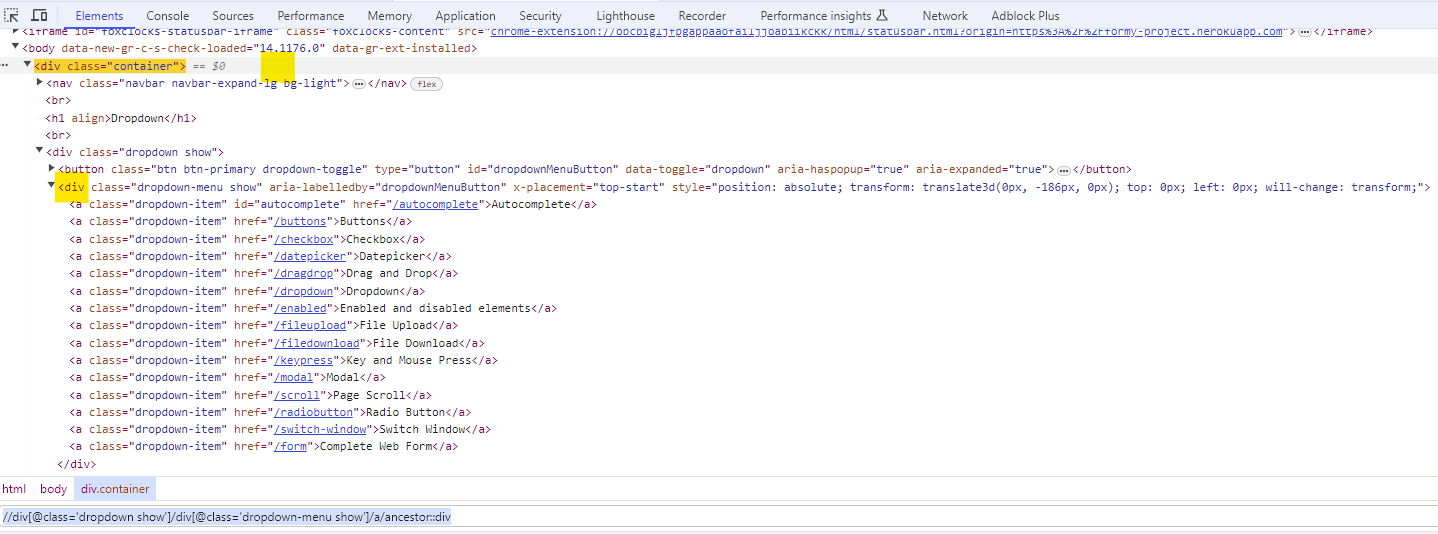 Elements Console Sources Performance Memory Application Security Lighthouse Recorder Performance insights Network Adblock Plus
<iframe id="foxclocks-statusbar-iframe" class="foxclocks-content" src="chrome-extension://obcbigljfpgappaaofailjjoabiikckk/html/statusbar.html?origin=https%3A%2F%2Fformy-project.herokuapp.com">…</iframe>
<body data-new-gr-c-s-check-loaded="14.1176.0" data-gr-ext-installed>
… <div class="container"> == $0
<nav class="navbar navbar-expand-lg bg-light">…</nav> flex
<br>
<h1 align>Dropdown</h1>
<br>
<div class="dropdown show">
<button class="btn btn-primary dropdown-toggle" type="button" id="dropdownMenuButton" data-toggle="dropdown" aria-haspopup="true" aria-expanded="true">…</button>
<div class="dropdown-menu show" aria-labelledby="dropdownMenuButton" x-placement="top-start" style="position: absolute; transform: translate3d(0px, -186px, 0px); top: 0px; left: 0px; will-change: transform;">
<a class="dropdown-item" id="autocomplete" href="/autocomplete">Autocomplete</a>
<a class="dropdown-item" href="/buttons">Buttons</a>
<a class="dropdown-item" href="/checkbox">Checkbox</a>
<a class="dropdown-item" href="/datepicker">Datepicker</a>
<a class="dropdown-item" href="/dragdrop">Drag and Drop</a>
<a class="dropdown-item" href="/dropdown">Dropdown</a>
<a class="dropdown-item" href="/enabled">Enabled and disabled elements</a>
<a class="dropdown-item" href="/fileupload">File Upload</a>
<a class="dropdown-item" href="/filedownload">File Download</a>
<a class="dropdown-item" href="/keypress">Key and Mouse Press</a>
<a class="dropdown-item" href="/modal">Modal</a>
<a class="dropdown-item" href="/scroll">Page Scroll</a>
<a class="dropdown-item" href="/radiobutton">Radio Button</a>
<a class="dropdown-item" href="/switch-window">Switch Window</a>
<a class="dropdown-item" href="/form">Complete Web Form</a>
</div>
html body div.container
//div[@class='dropdown show']/div[@class='dropdown-menu show']/a/ancestor::div